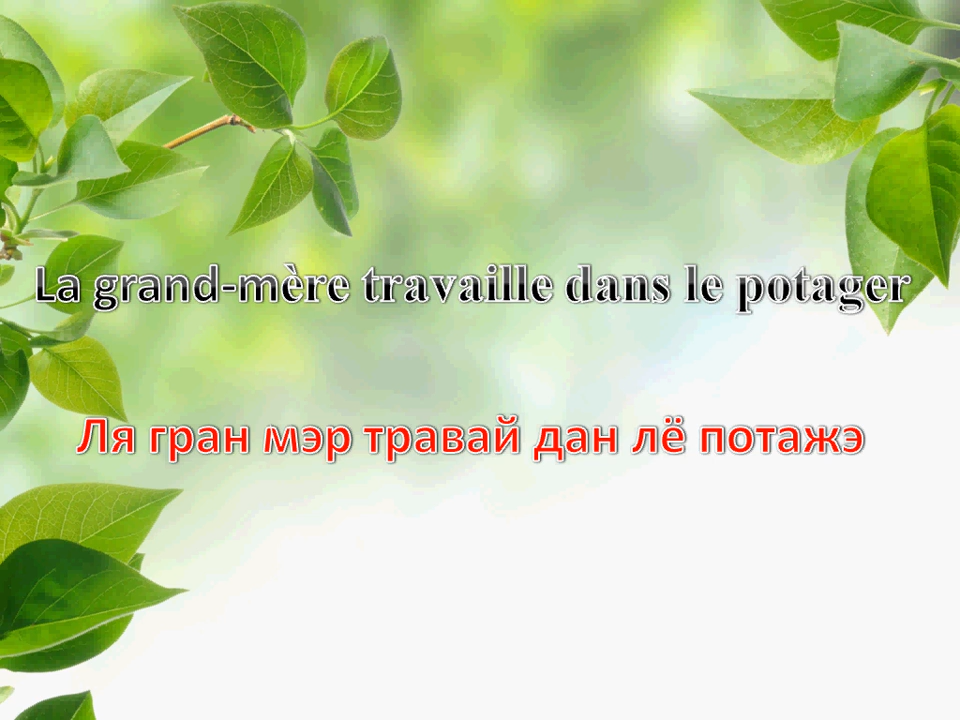 La grand-mère travaille dans le potager
Ля гран мэр травай дан лё потажэ